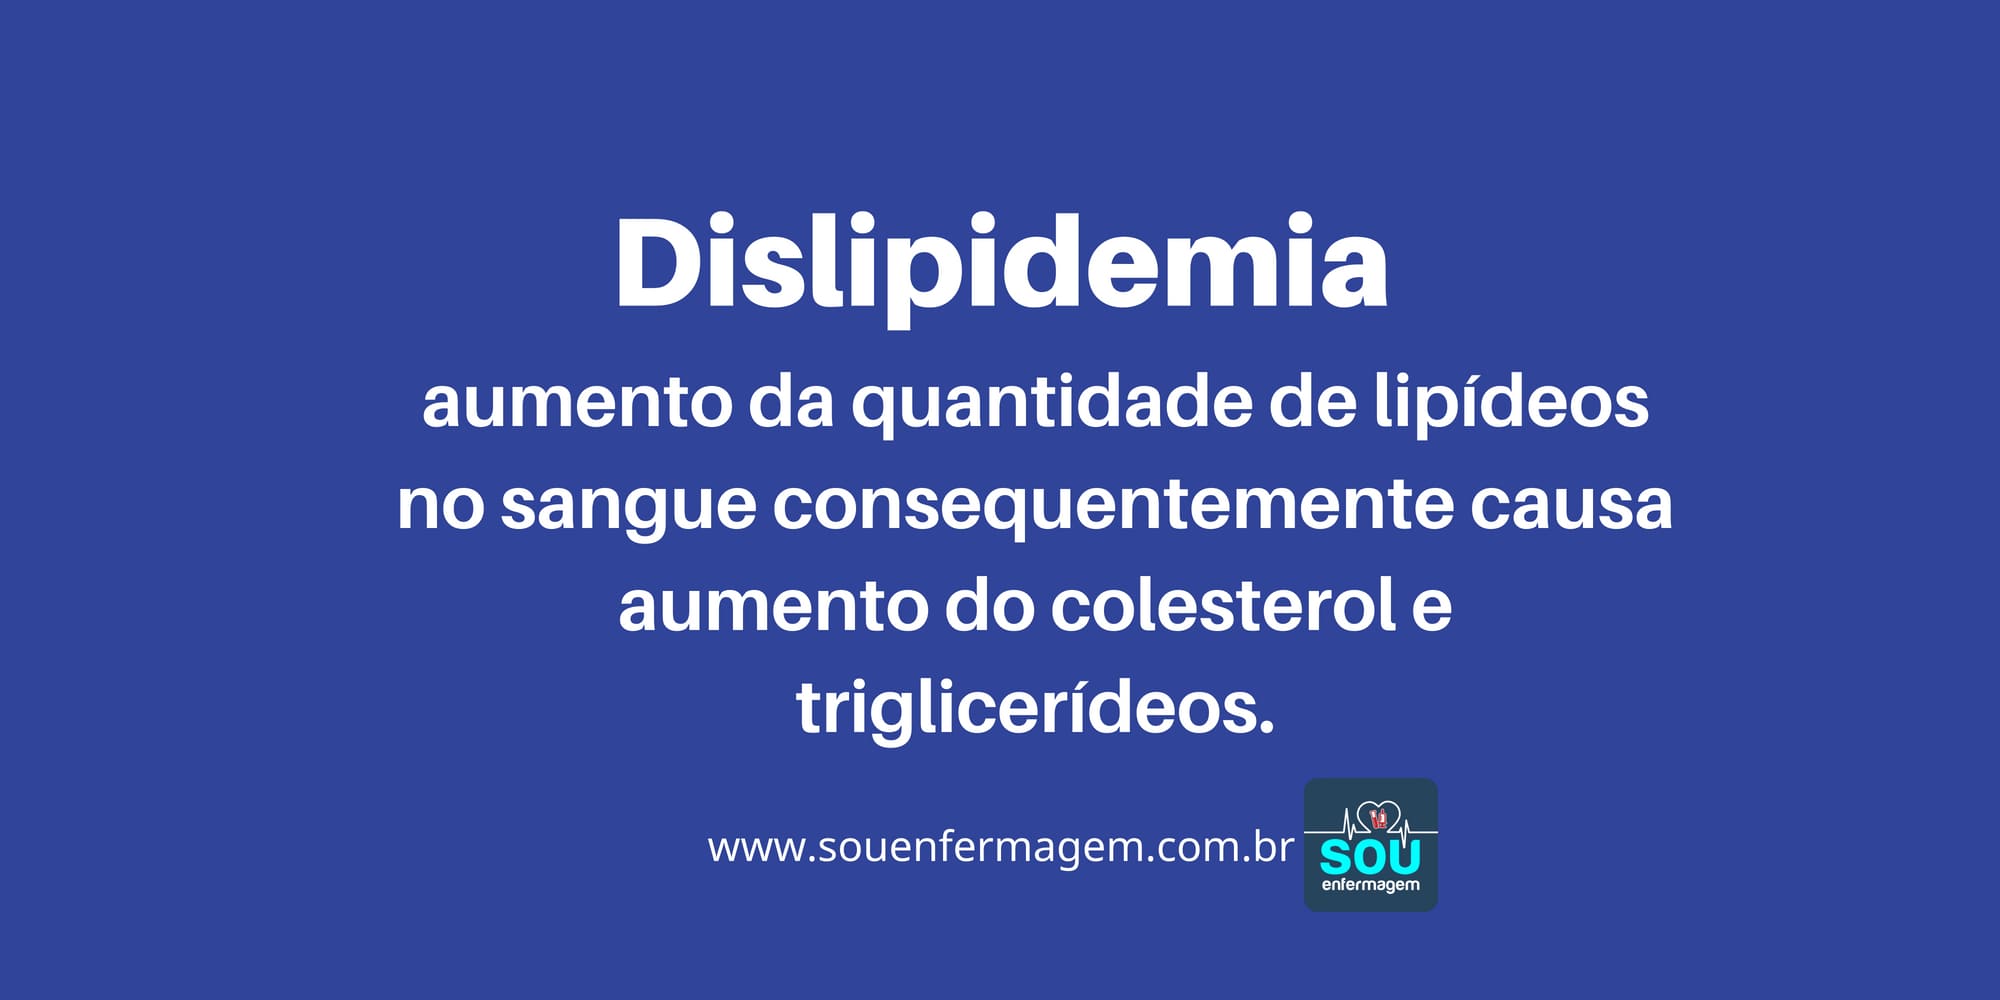 Dislipidemia
aumento da quantidade de lipídeos
no sangue consequentemente causa
aumento do colesterol e
triglicerídeos.
www.souenfermagem.com.br
SOU
enfermagem